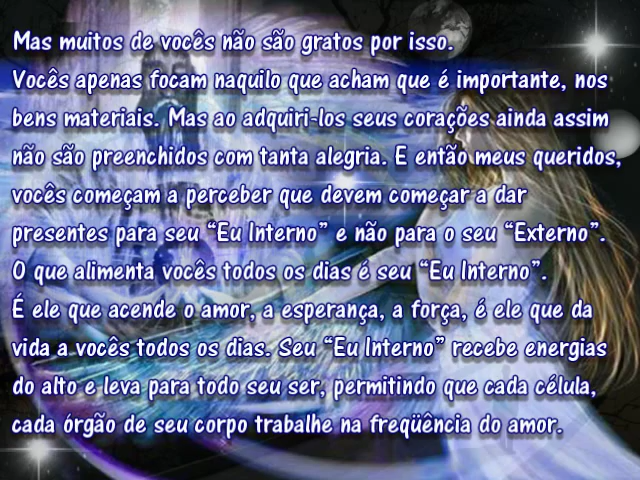 Mas muitos de vocês não são gratos por isso.
Vocês apenas focam naquilo que acham que é importante, nos
bens materiais. Mas ao adquiri-los seus corações ainda assim
não são preenchidos com tanta alegria. E então meus queridos,
vocês começam a perceber que devem começar a dar
presentes para seu “Eu Interno” e não para o seu “Externo”.
O que alimenta vocês todos os dias é seu “Eu Interno”.
É ele que acende o amor, a esperança, a força, é ele que da
vida a vocês todos os dias. Seu “Eu Interno” recebe energias
do alto e leva para todo seu ser, permitindo que cada célula,
cada órgão de seu corpo trabalhe na freqüência do amor.